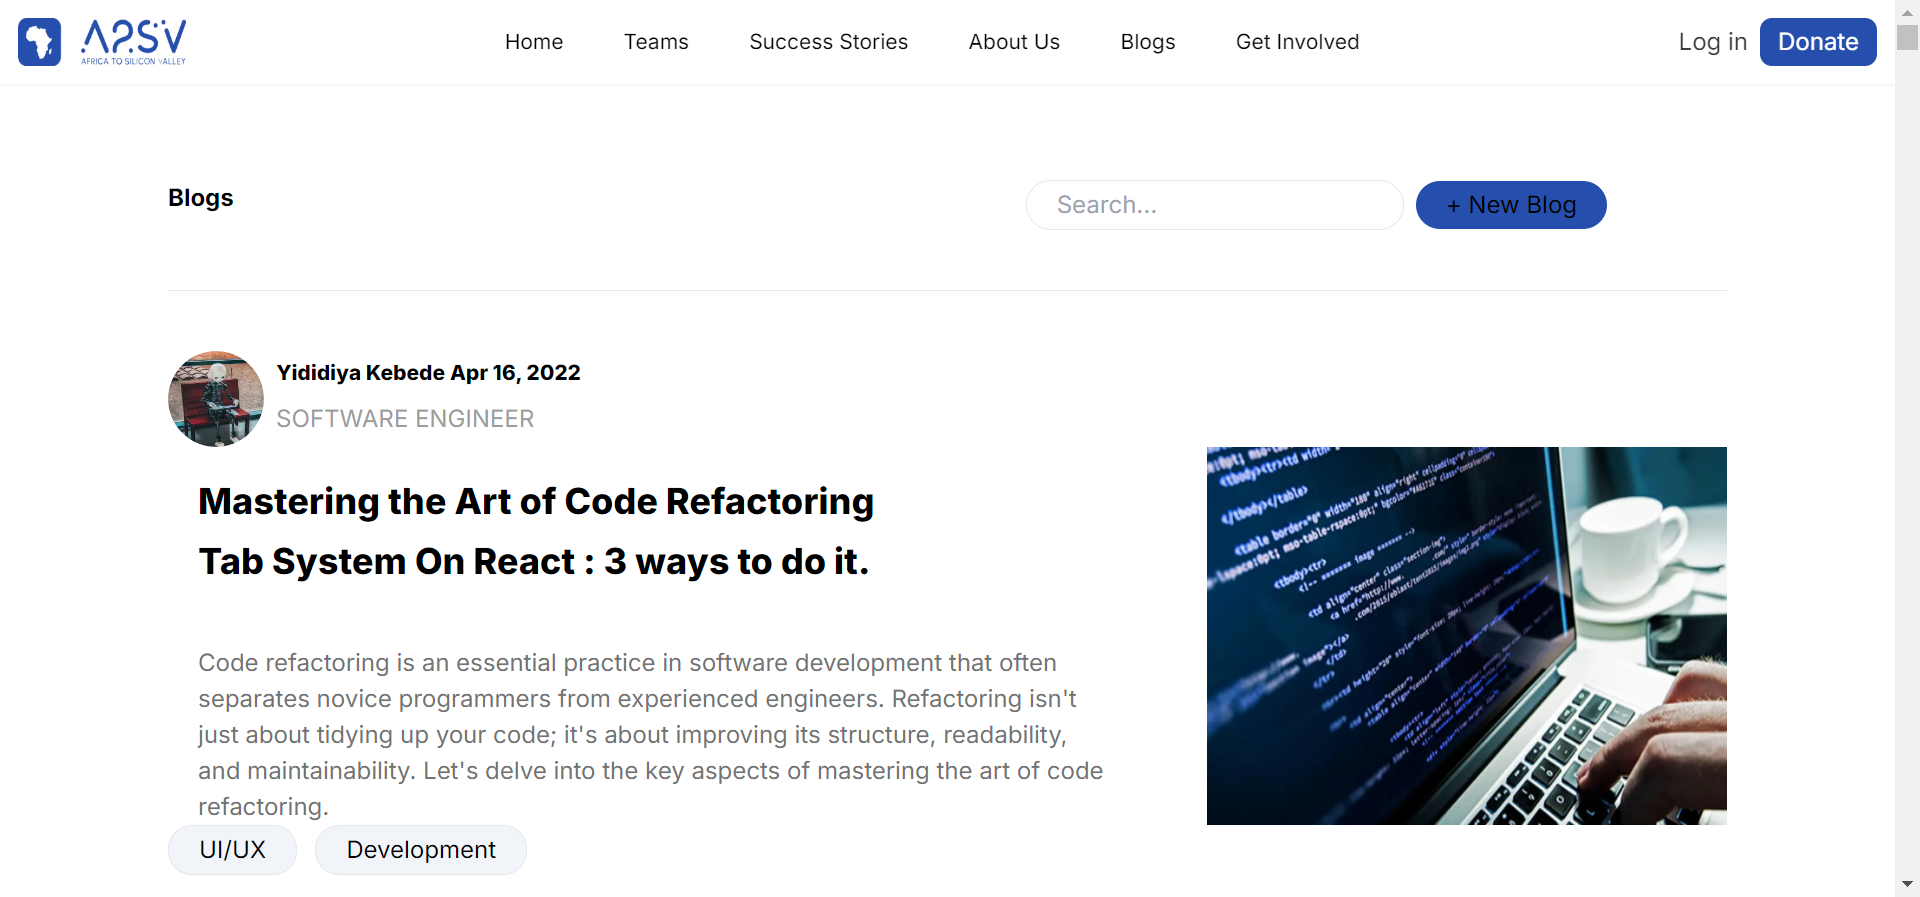 APSV
AFRICA TO SILICON VALLEY
Home
Teams
Success Stories
About Us
Blogs
Get Involved
Log in
Donate
Blogs
Search...
+ New Blog
Yididiya Kebede Apr 16, 2022
SOFTWARE ENGINEER
Mastering the Art of Code Refactoring
Tab System On React : 3 ways to do it.
Code refactoring is an essential practice in software development that often
separates novice programmers from experienced engineers. Refactoring isn't
just about tidying up your code; it's about improving its structure, readability,
and maintainability. Let's delve into the key aspects of mastering the art of code
refactoring.
UI/UX
Development